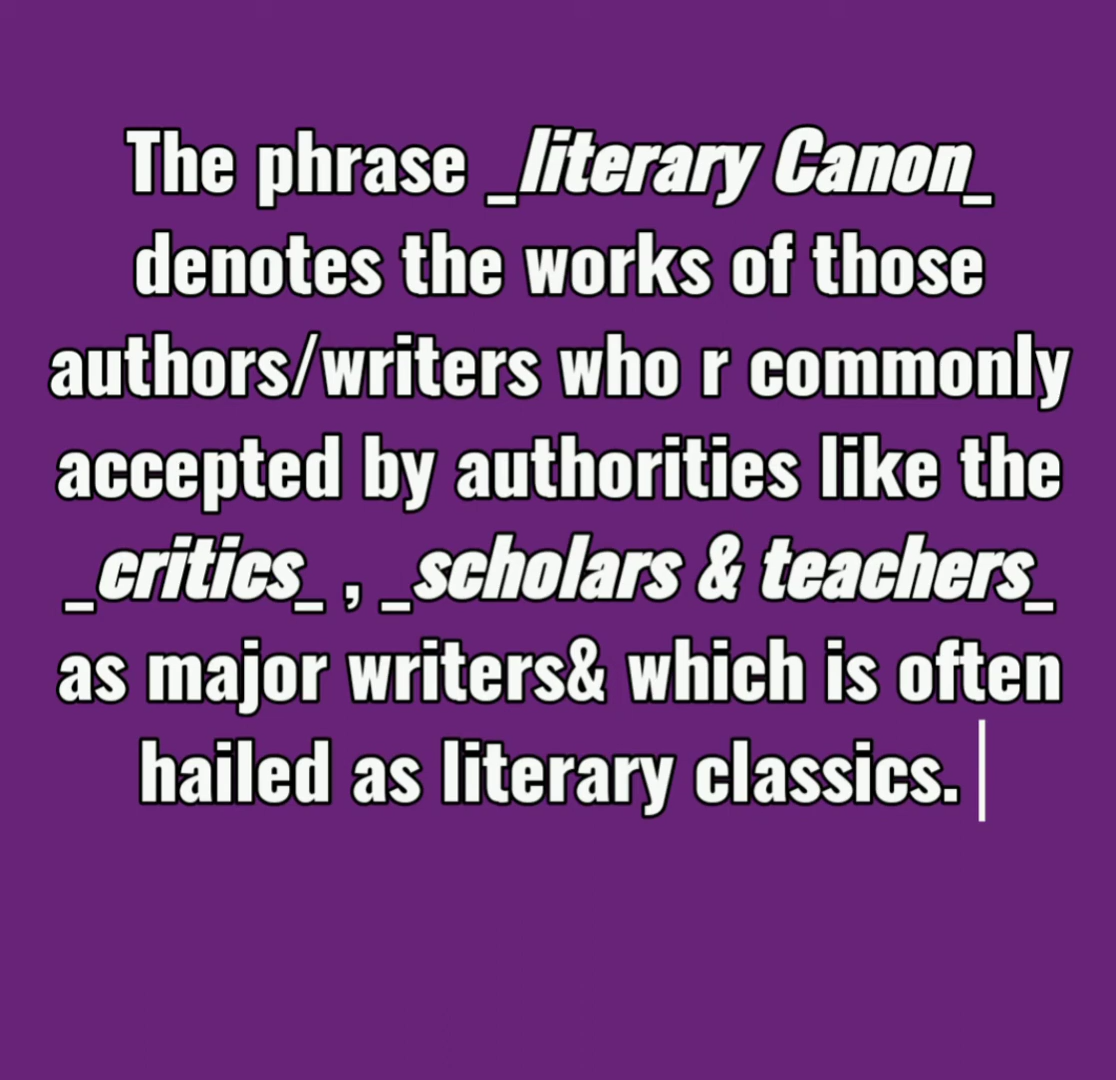 The phrase _literary Canon_
denotes the works of those
authors/writers who r commonly
accepted by authorities like the
_critics_ , _scholars & teachers_
as major writers& which is often
hailed as literary classics.